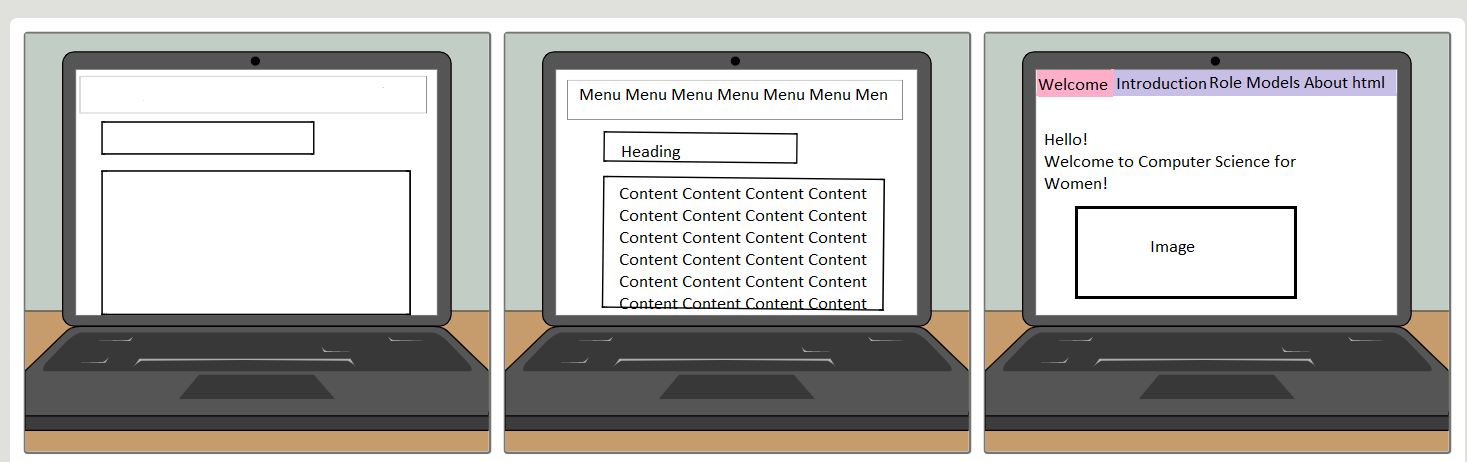 Menu Menu Menu Menu Menu Menu Men
Heading
Content Content Content Content
Content Content Content Content
Content Content Content Content
Content Content Content Content
Content Content Content Content
Content Content Content Content
Welcome Introduction Role Models About html
Hello!
Welcome to Computer Science for
Women!
Image